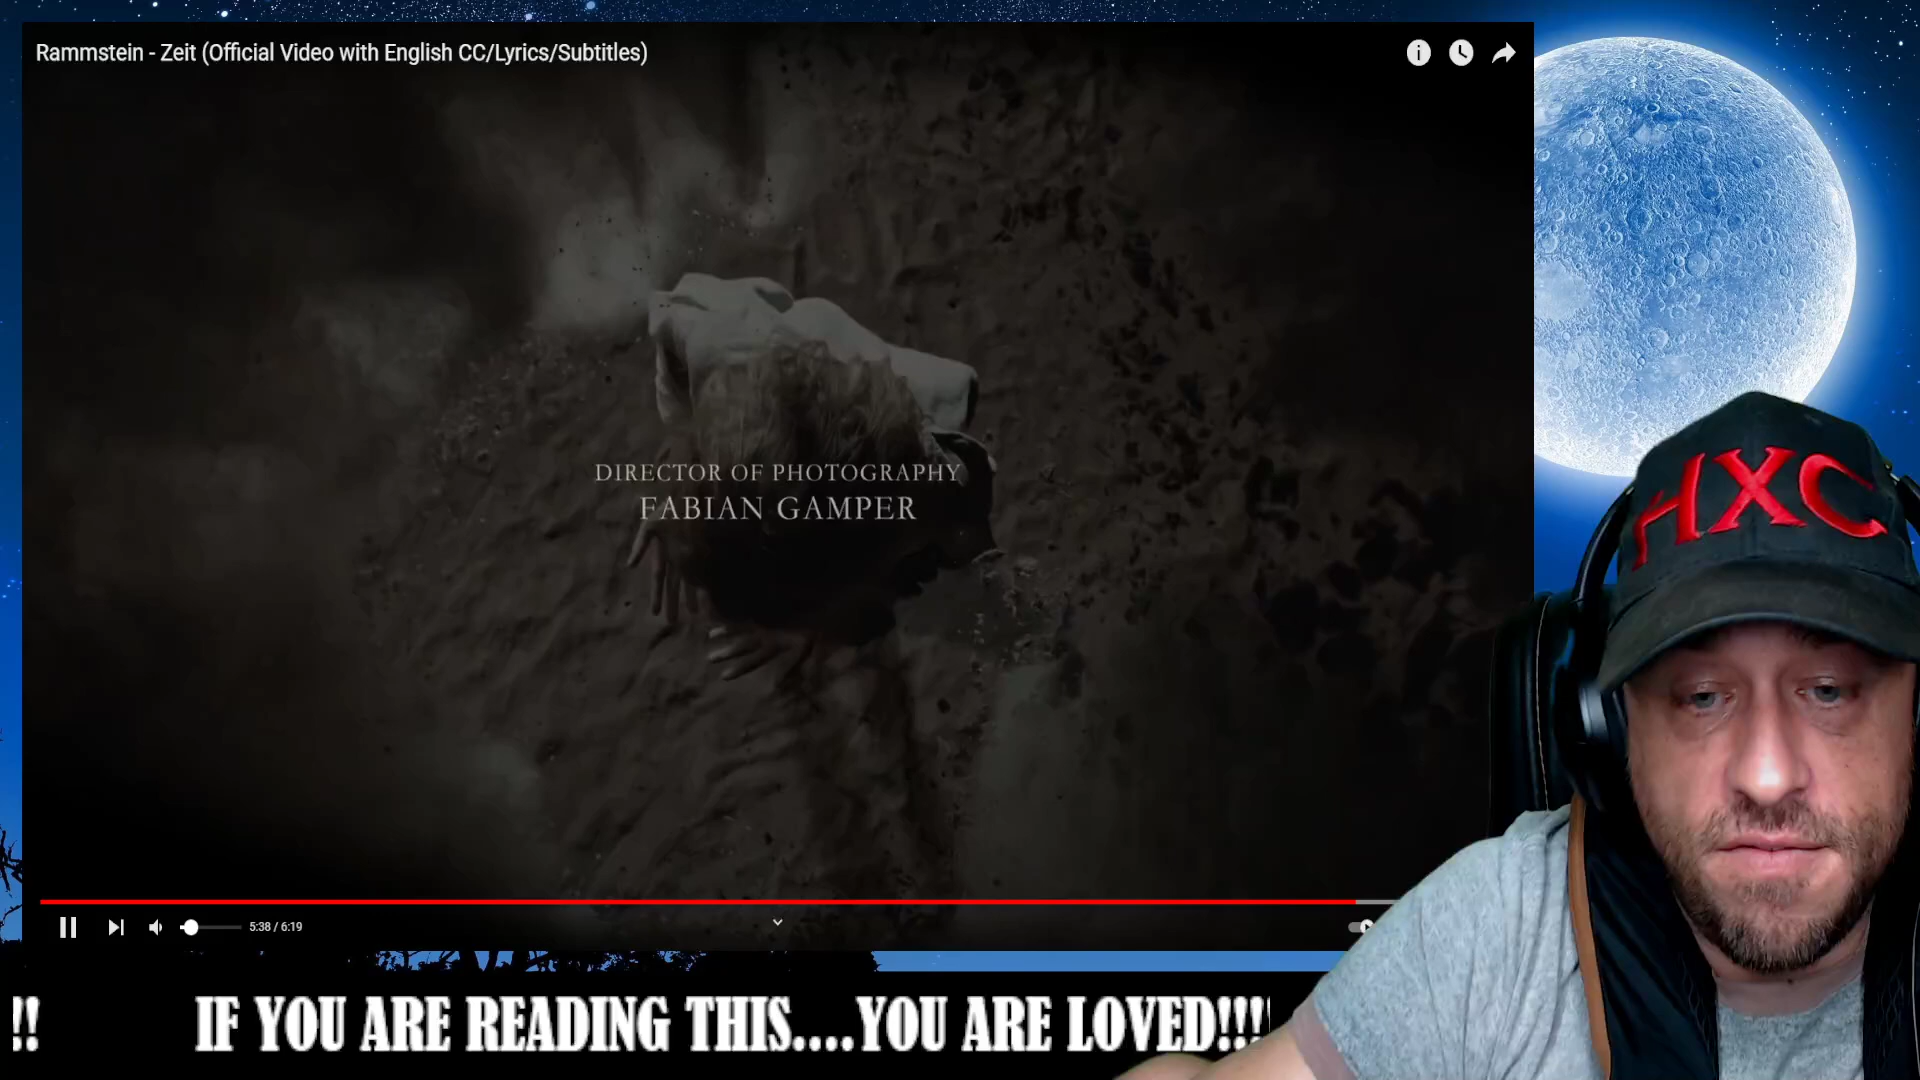 Rammstein - Zeit (Official Video with English CC/Lyrics/Subtitles)
HXC
DIRECTOR OF PHOTOGRAPHY
FABIAN GAMPER
5:38 / 6:19
!! IF YOU ARE READING THIS....YOU ARE LOVED!!!!